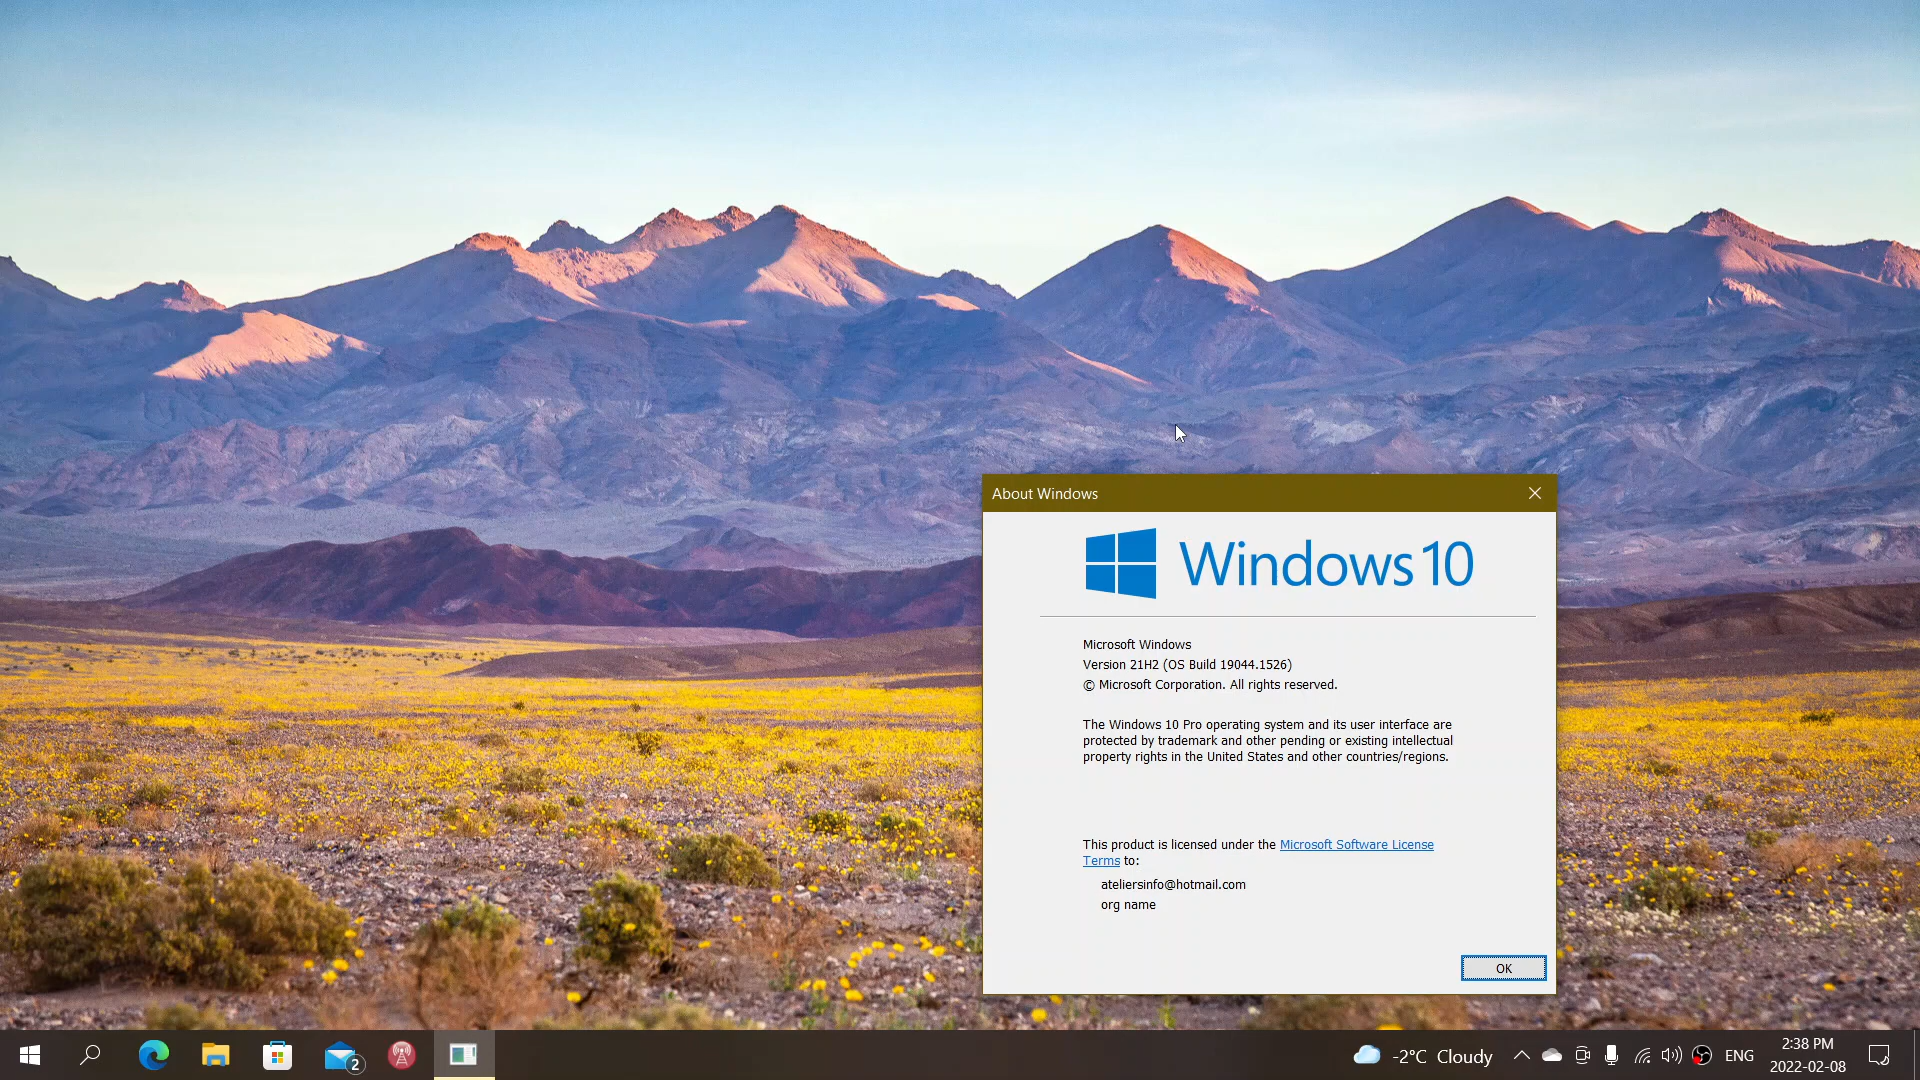 About Windows
Windows 10
Microsoft Windows
Version 21H2 (OS Build 19044.1526)
© Microsoft Corporation. All rights reserved.
The Windows 10 Pro operating system and its user interface are
protected by trademark and other pending or existing intellectual
property rights in the United States and other countries/regions.
This product is licensed under the Microsoft Software License
Terms to:
ateliersinfo@hotmail.com
org name
OK
2
-2°C Cloudy
ENG
2:38 PM
2022-02-08